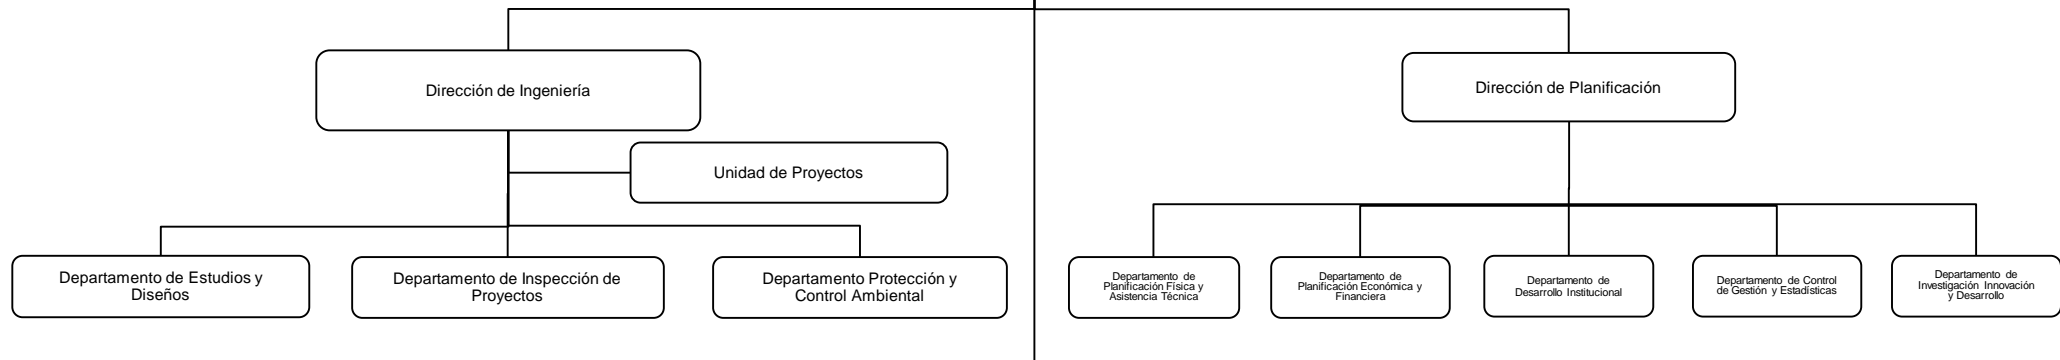 Dirección de Ingeniería
Dirección de Planificación
Unidad de Proyectos
Departamento de Estudios y
Diseños
Departamento de Inspección de
Proyectos
Departamento Protección y
Control Ambiental
Departamento de
Planificación Física y
Asistencia Técnica
Departamento de
Planificación Económica y
Financiera
Departamento de
Desarrollo Institucional
Departamento de Control
de Gestión y Estadísticas
Departamento de
Investigación Innovación
y Desarrollo